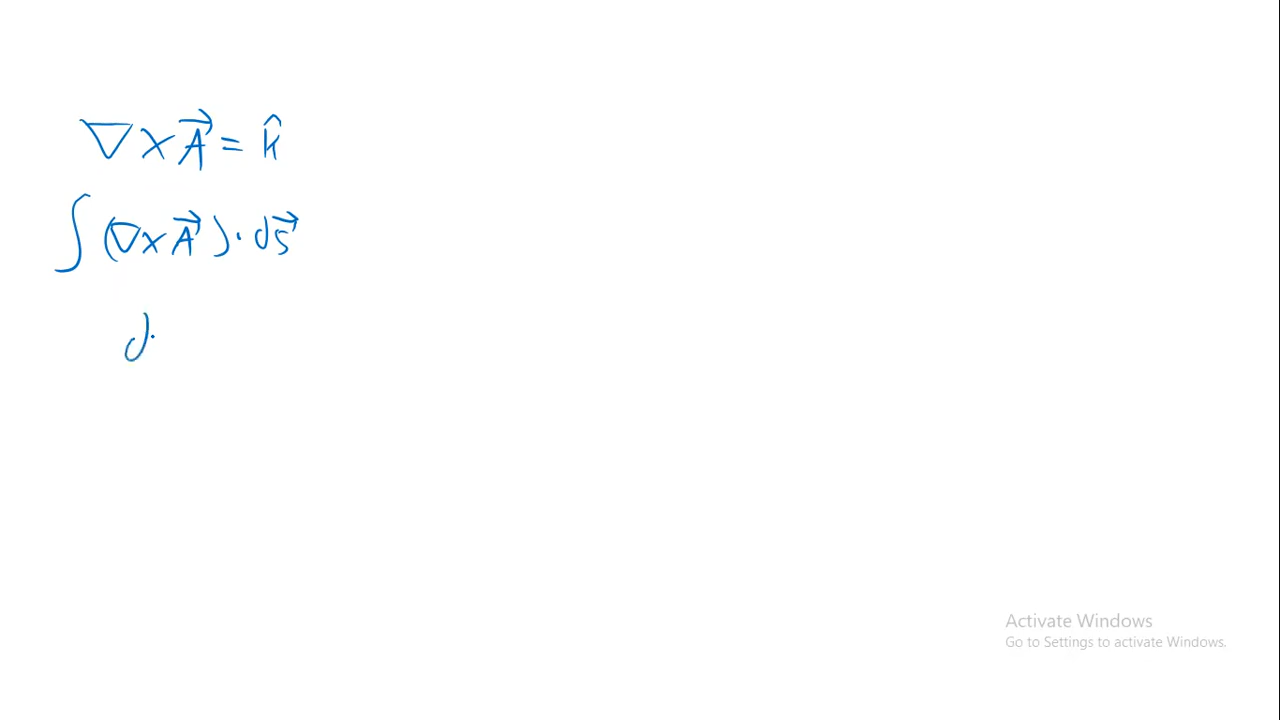 ∇ × A⃗ = k̂
∫ (∇ × A⃗) · ds⃗
d.
Activate Windows
Go to Settings to activate Windows.